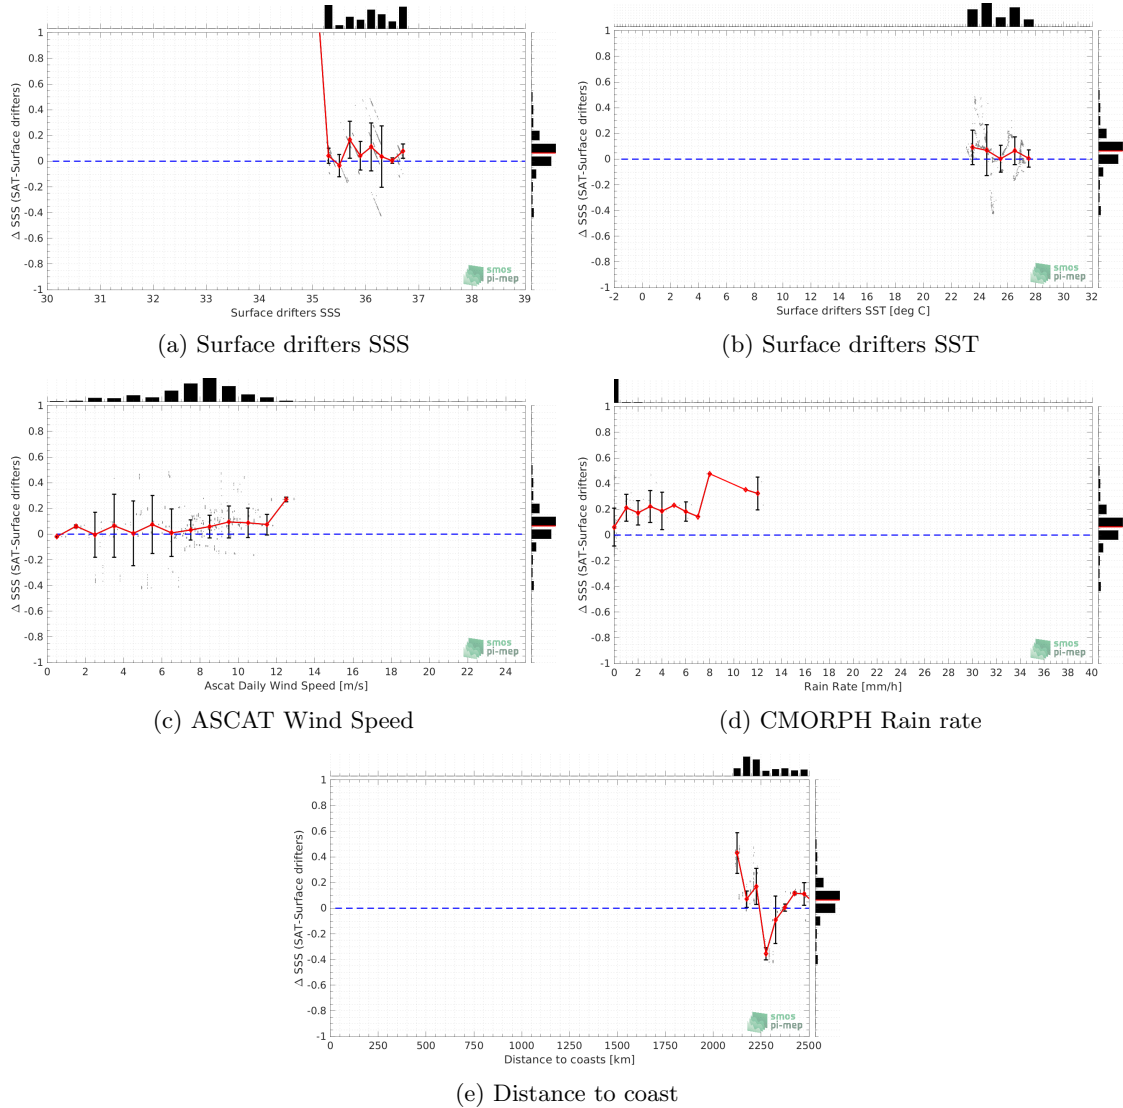 Δ SSS (SAT-Surface drifters)
1
0.8
0.6
0.4
0.2
0
-0.2
-0.4
-0.6
-0.8
-1
30 31 32 33 34 35 36 37 38 39
Surface drifters SSS
smos
pi-mep
(a) Surface drifters SSS
Δ SSS (SAT-Surface drifters)
1
0.8
0.6
0.4
0.2
0
-0.2
-0.4
-0.6
-0.8
-1
-2 0 2 4 6 8 10 12 14 16 18 20 22 24 26 28 30 32
Surface drifters SST [deg C]
smos
pi-mep
(b) Surface drifters SST
Δ SSS (SAT-Surface drifters)
1
0.8
0.6
0.4
0.2
0
-0.2
-0.4
-0.6
-0.8
-1
0 2 4 6 8 10 12 14 16 18 20 22 24
Ascat Daily Wind Speed [m/s]
smos
pi-mep
(c) ASCAT Wind Speed
Δ SSS (SAT-Surface drifters)
1
0.8
0.6
0.4
0.2
0
-0.2
-0.4
-0.6
-0.8
-1
0 2 4 6 8 10 12 14 16 18 20 22 24 26 28 30 32 34 36 38 40
Rain Rate [mm/h]
smos
pi-mep
(d) CMORPH Rain rate
Δ SSS (SAT-Surface drifters)
1
0.8
0.6
0.4
0.2
0
-0.2
-0.4
-0.6
-0.8
-1
0 250 500 750 1000 1250 1500 1750 2000 2250 2500
Distance to coasts [km]
smos
pi-mep
(e) Distance to coast